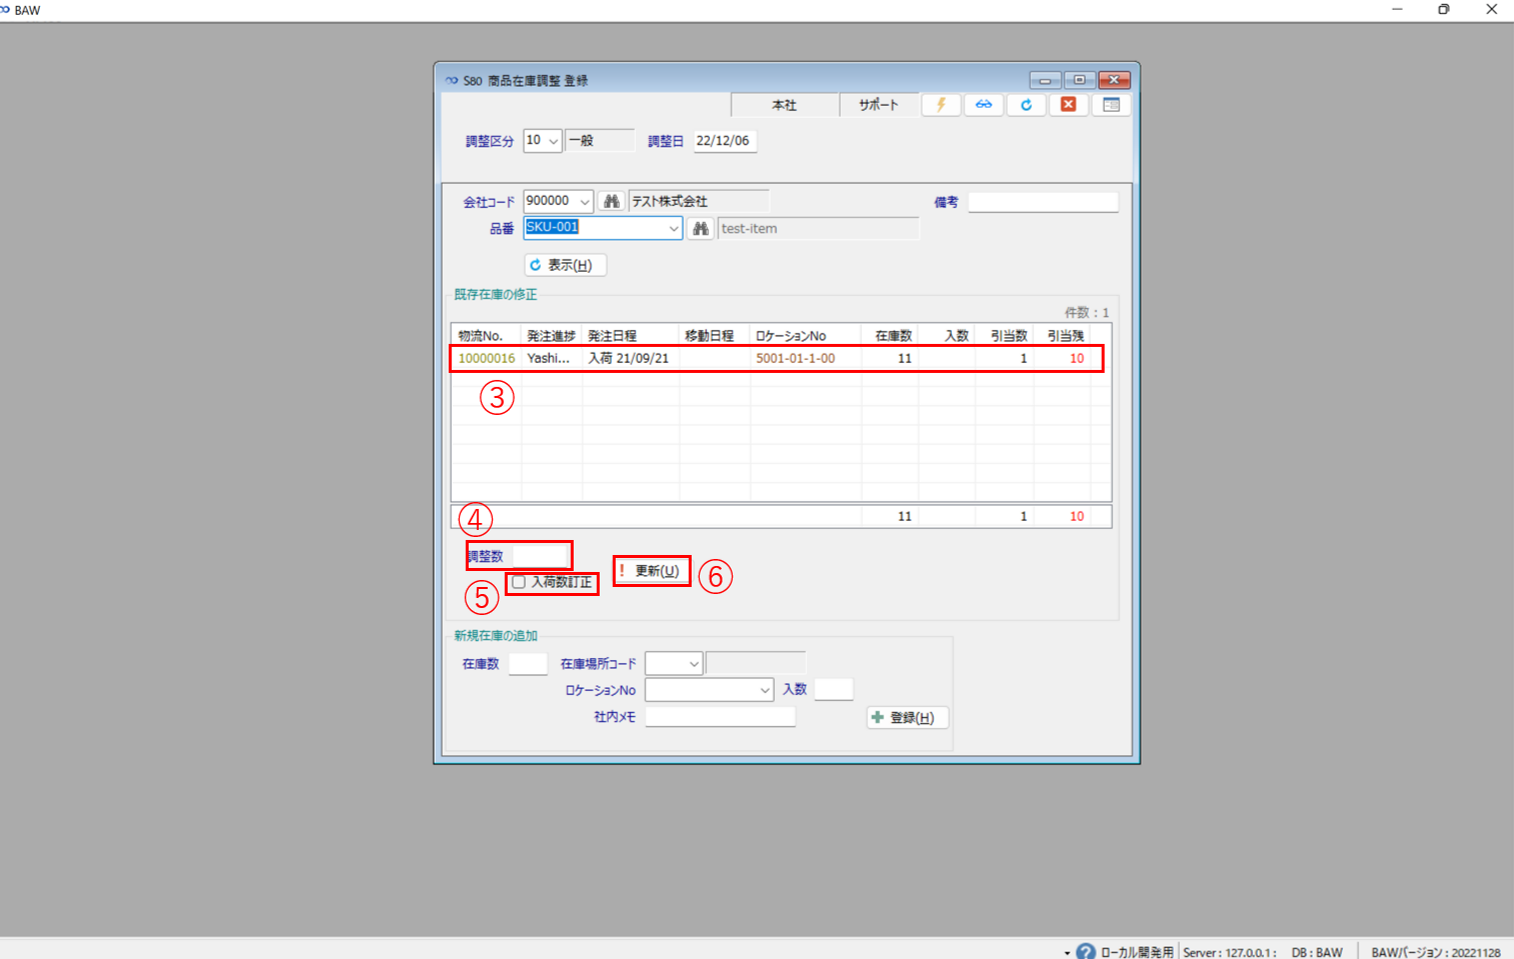 BAW
S80 商品在庫調整 登録
本社 サポート
調整区分 10 一般 調整日 22/12/06
会社コード 900000 テスト株式会社 備考
品番 SKU-001 test-item
表示(H)
既存在庫の修正
件数：1
物流No. 発注進捗 発注日程 移動日程 ロケーションNo 在庫数 入数 引当数 引当残
10000016 Yashi... 入荷 21/09/21 5001-01-1-00 11 1 10
③
④ 11 1 10
調整数
! 更新(U) ⑥
⑤ 入荷数訂正
新規在庫の追加
在庫数 在庫場所コード
ロケーションNo 入数
社内メモ 登録(H)
ローカル開発用 Server : 127.0.0.1 : DB : BAW BAWバージョン : 20221128